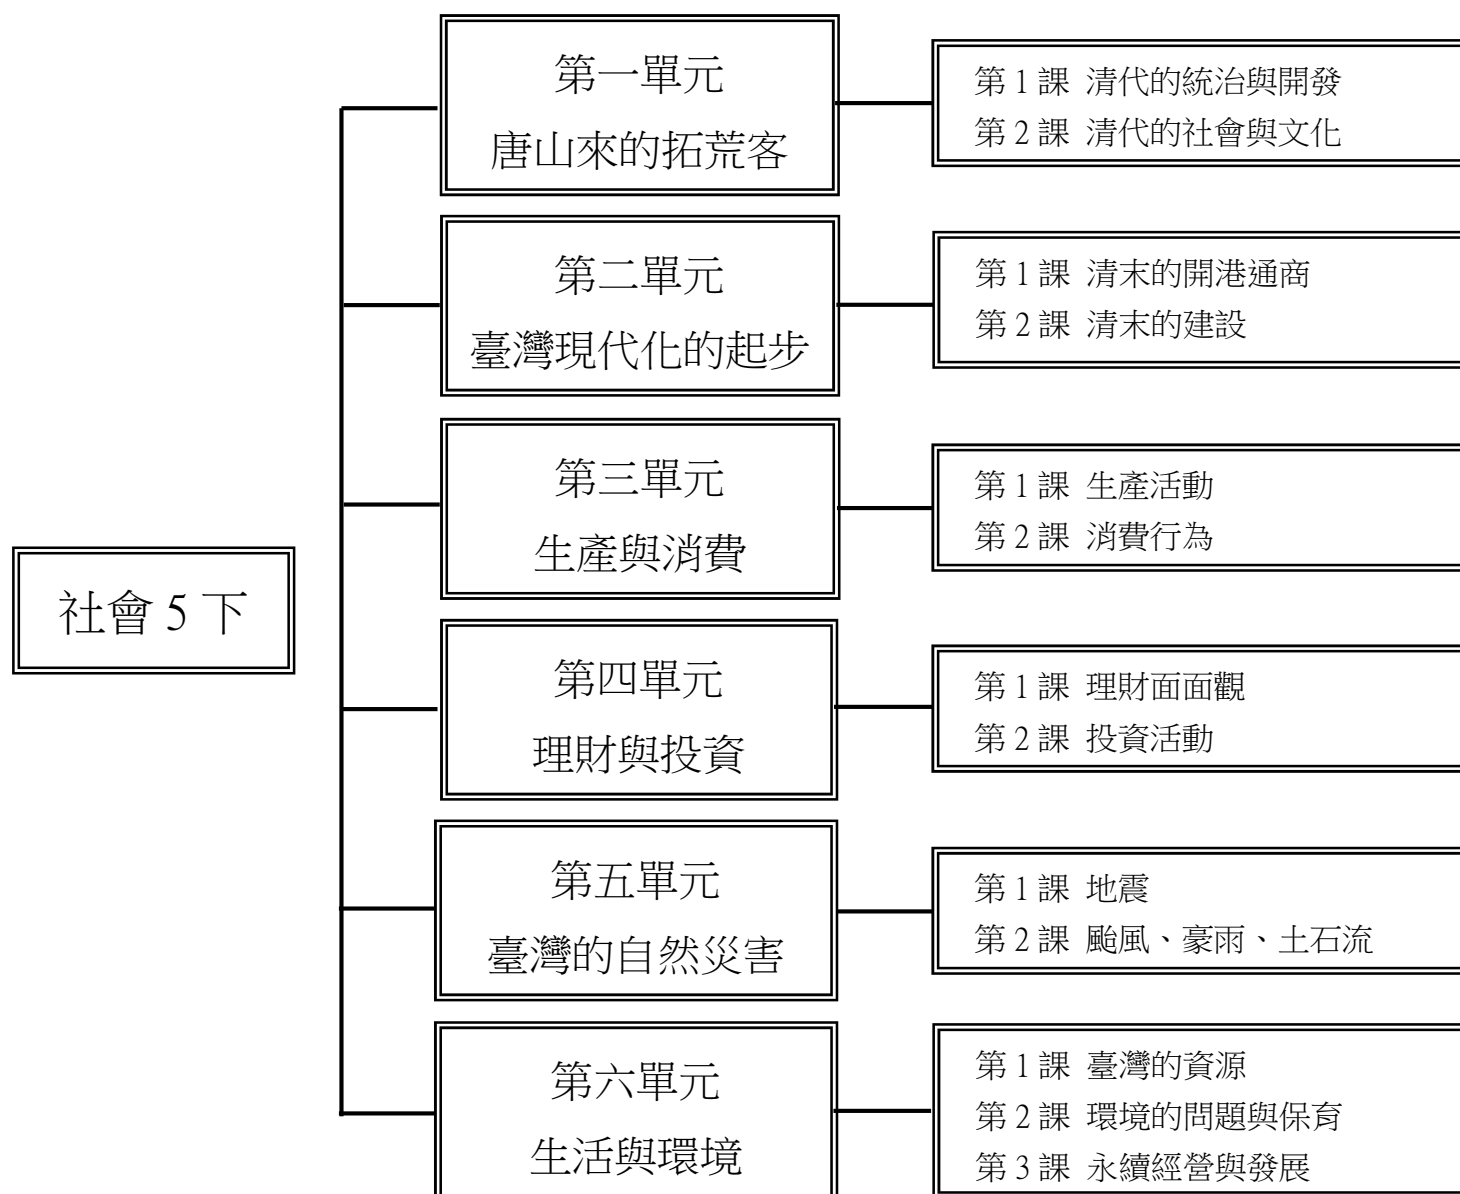 社會 5 下
第一單元
唐山來的拓荒客
第 1 課 清代的統治與開發
第 2 課 清代的社會與文化
第二單元
臺灣現代化的起步
第 1 課 清末的開港通商
第 2 課 清末的建設
第三單元
生產與消費
第 1 課 生產活動
第 2 課 消費行為
第四單元
理財與投資
第 1 課 理財面面觀
第 2 課 投資活動
第五單元
臺灣的自然災害
第 1 課 地震
第 2 課 颱風、豪雨、土石流
第六單元
生活與環境
第 1 課 臺灣的資源
第 2 課 環境的問題與保育
第 3 課 永續經營與發展